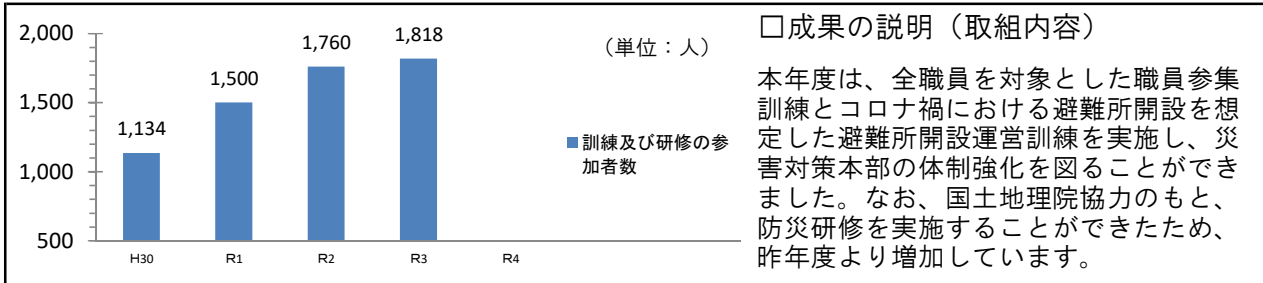 2,000
1,500
1,000
500
1,134
1,500
1,760
1,818
H30
R1
R2
R3
R4
（単位：人）
訓練及び研修の参
加者数
□成果の説明（取組内容）
本年度は、全職員を対象とした職員参集
訓練とコロナ禍における避難所開設を想
定した避難所開設運営訓練を実施し、災
害対策本部の体制強化を図ることができ
ました。なお、国土地理院協力のもと、
防災研修を実施することができたため、
昨年度より増加しています。